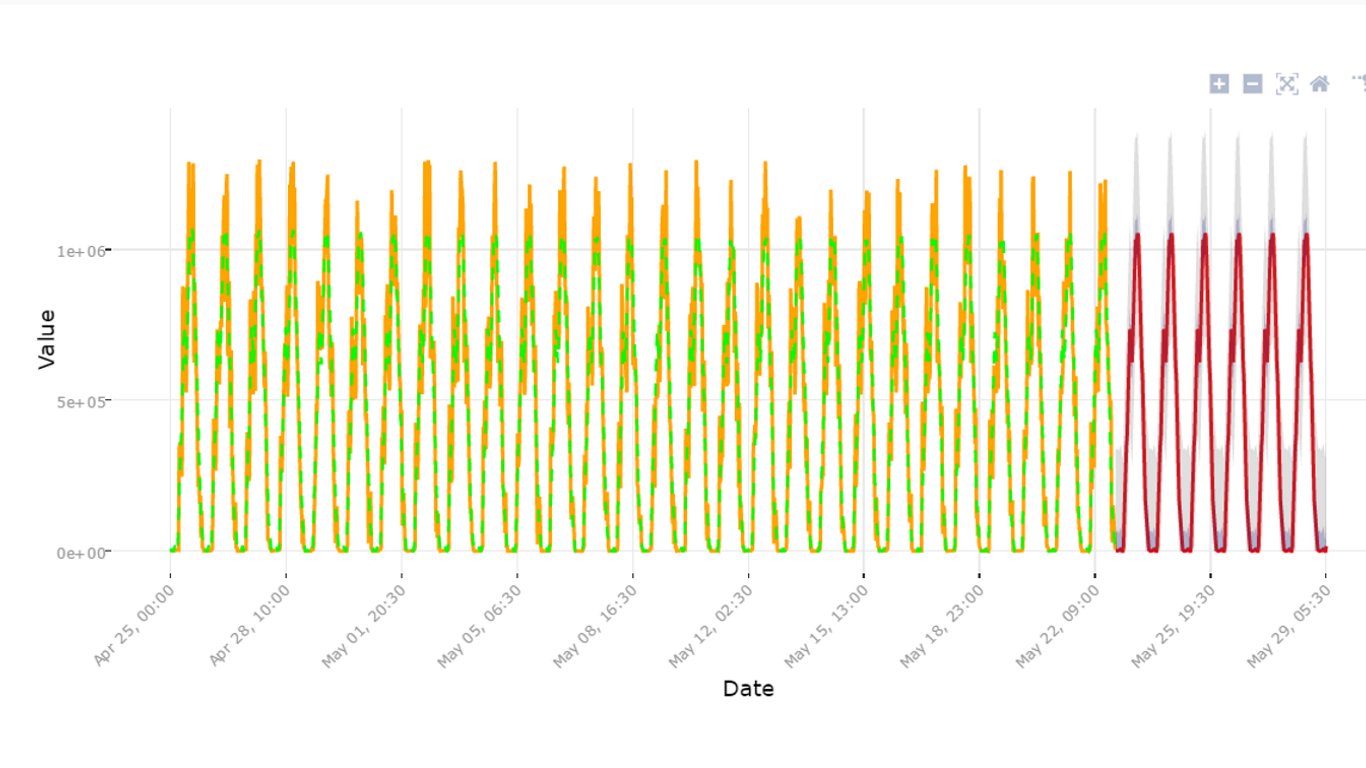 1e+06
5e+05
0e+00
Value
Apr 25, 00:00
Apr 28, 10:00
May 01, 20:30
May 05, 06:30
May 08, 16:30
May 12, 02:30
May 15, 13:00
May 18, 23:00
May 22, 09:00
May 25, 19:30
May 29, 05:30
Date